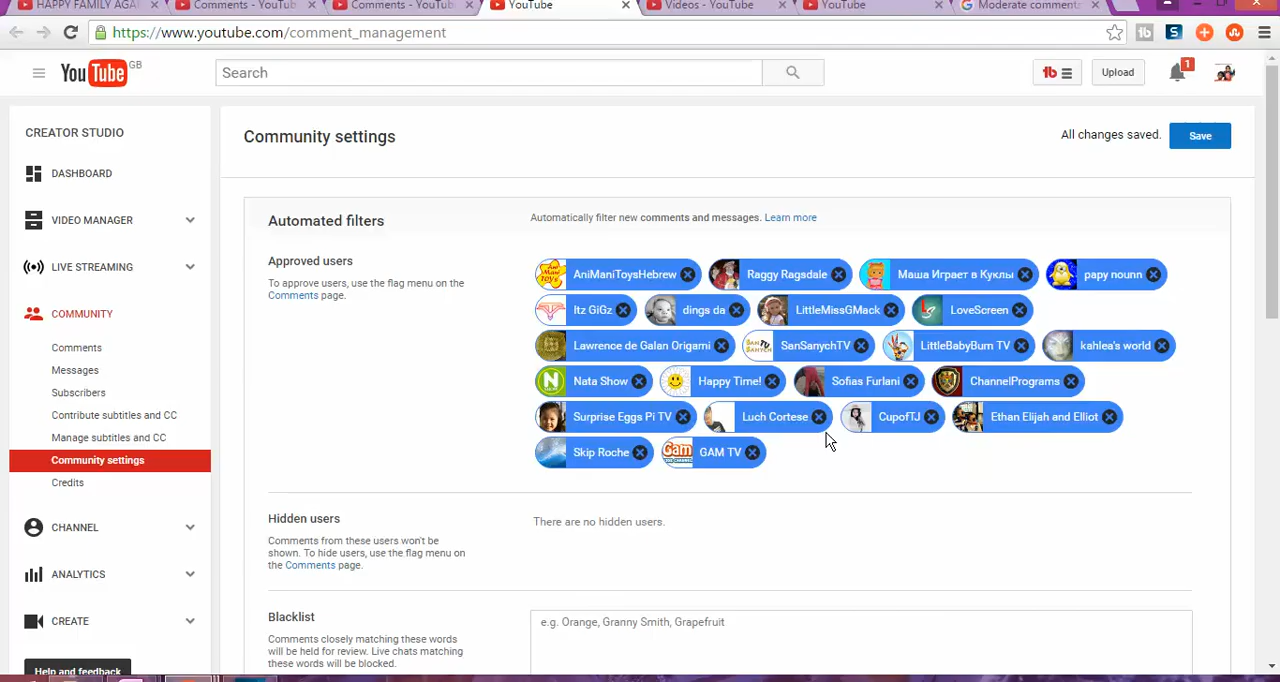 HAPPY FAMILY AGAI
Comments - YouTub
Comments - YouTub
YouTube
Videos - YouTube
YouTube
Moderate comment
https://www.youtube.com/comment_management
YouTube GB
Search
Upload
1
CREATOR STUDIO
DASHBOARD
VIDEO MANAGER
LIVE STREAMING
COMMUNITY
Comments
Messages
Subscribers
Contribute subtitles and CC
Manage subtitles and CC
Community settings
Credits
CHANNEL
ANALYTICS
CREATE
Help and feedback
Community settings
All changes saved.
Save
Automated filters
Automatically filter new comments and messages. Learn more
Approved users
To approve users, use the flag menu on the
Comments page.
AniManiToysHebrew Raggy Ragsdale Маша Играет в Куклы papy nounn
Itz GiGz dings da LittleMissGMack LoveScreen
Lawrence de Galan Origami SanSanychTV LittleBabyBum TV kahlea's world
Nata Show Happy Time! Sofias Furlani ChannelPrograms
Surprise Eggs Pi TV Luch Cortese CupofTJ Ethan Elijah and Elliot
Skip Roche GAM TV
Hidden users
There are no hidden users.
Comments from these users won't be
shown. To hide users, use the flag menu on
the Comments page.
Blacklist
e.g. Orange, Granny Smith, Grapefruit
Comments closely matching these words
will be held for review. Live chats matching
these words will be blocked.